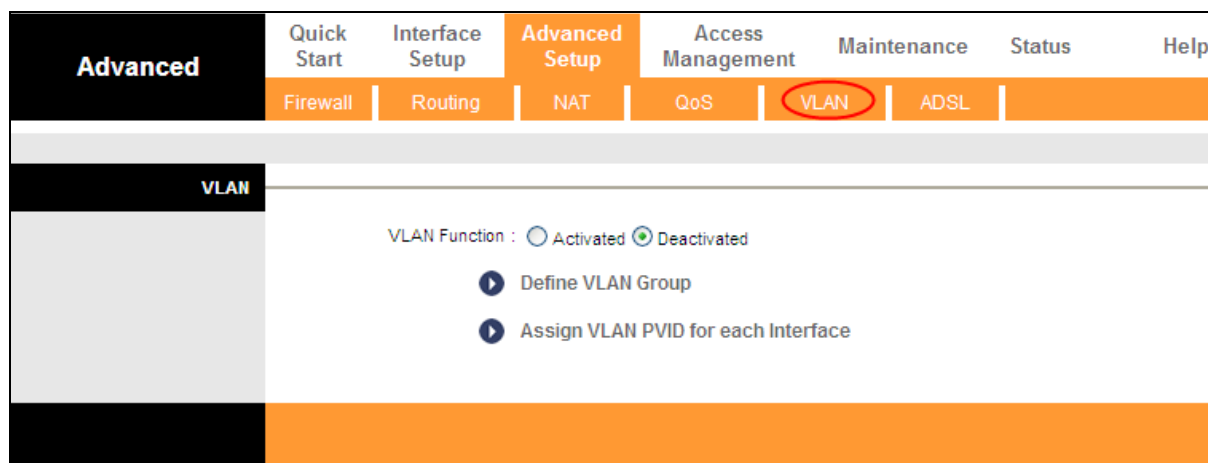 Advanced
Quick Start
Interface Setup
Advanced Setup
Access Management
Maintenance
Status
Help
Firewall
Routing
NAT
QoS
VLAN
ADSL
VLAN
VLAN Function : Activated Deactivated
Define VLAN Group
Assign VLAN PVID for each Interface